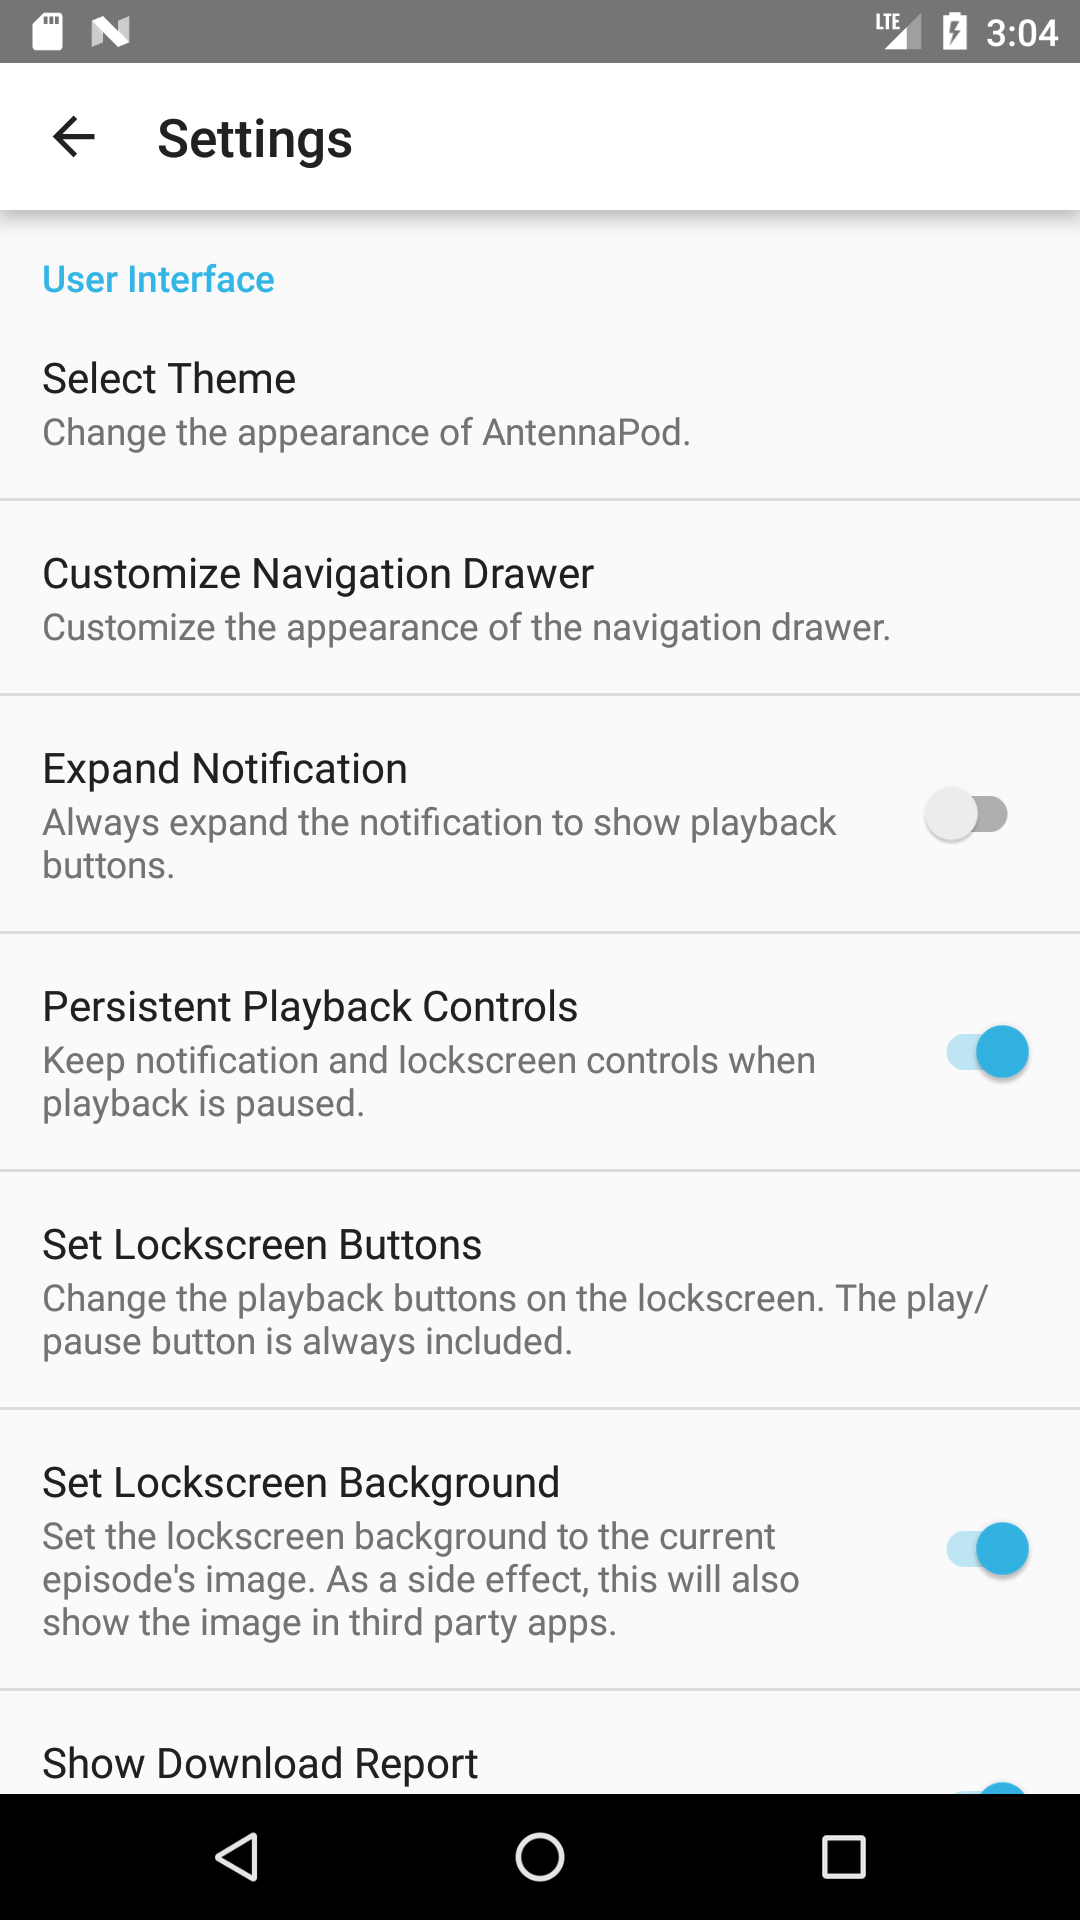 LTE 3:04
Settings
User Interface
Select Theme
Change the appearance of AntennaPod.
Customize Navigation Drawer
Customize the appearance of the navigation drawer.
Expand Notification
Always expand the notification to show playback
buttons.
Persistent Playback Controls
Keep notification and lockscreen controls when
playback is paused.
Set Lockscreen Buttons
Change the playback buttons on the lockscreen. The play/
pause button is always included.
Set Lockscreen Background
Set the lockscreen background to the current
episode's image. As a side effect, this will also
show the image in third party apps.
Show Download Report